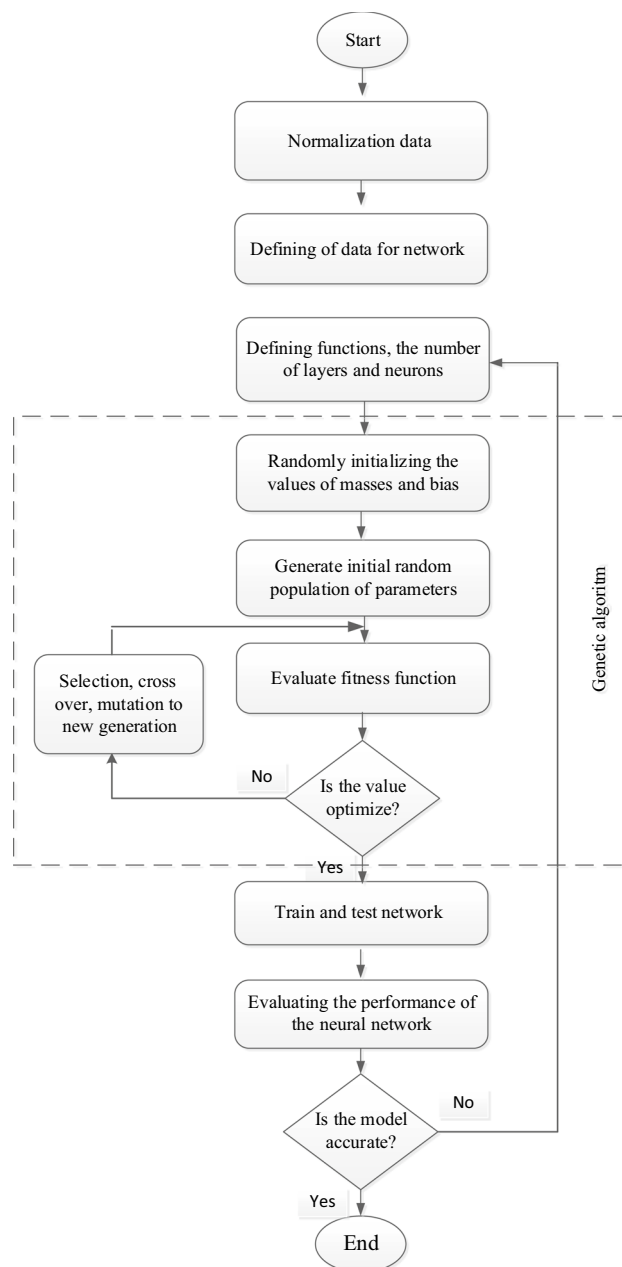 Start
Normalization data
Defining of data for network
Defining functions, the number
of layers and neurons
Randomly initializing the
values of masses and bias
Generate initial random
population of parameters
Evaluate fitness function
Selection, cross
over, mutation to
new generation
No
Is the value
optimize?
Genetic algoritm
Yes
Train and test network
Evaluating the performance of
the neural network
Is the model
accurate?
No
Yes
End